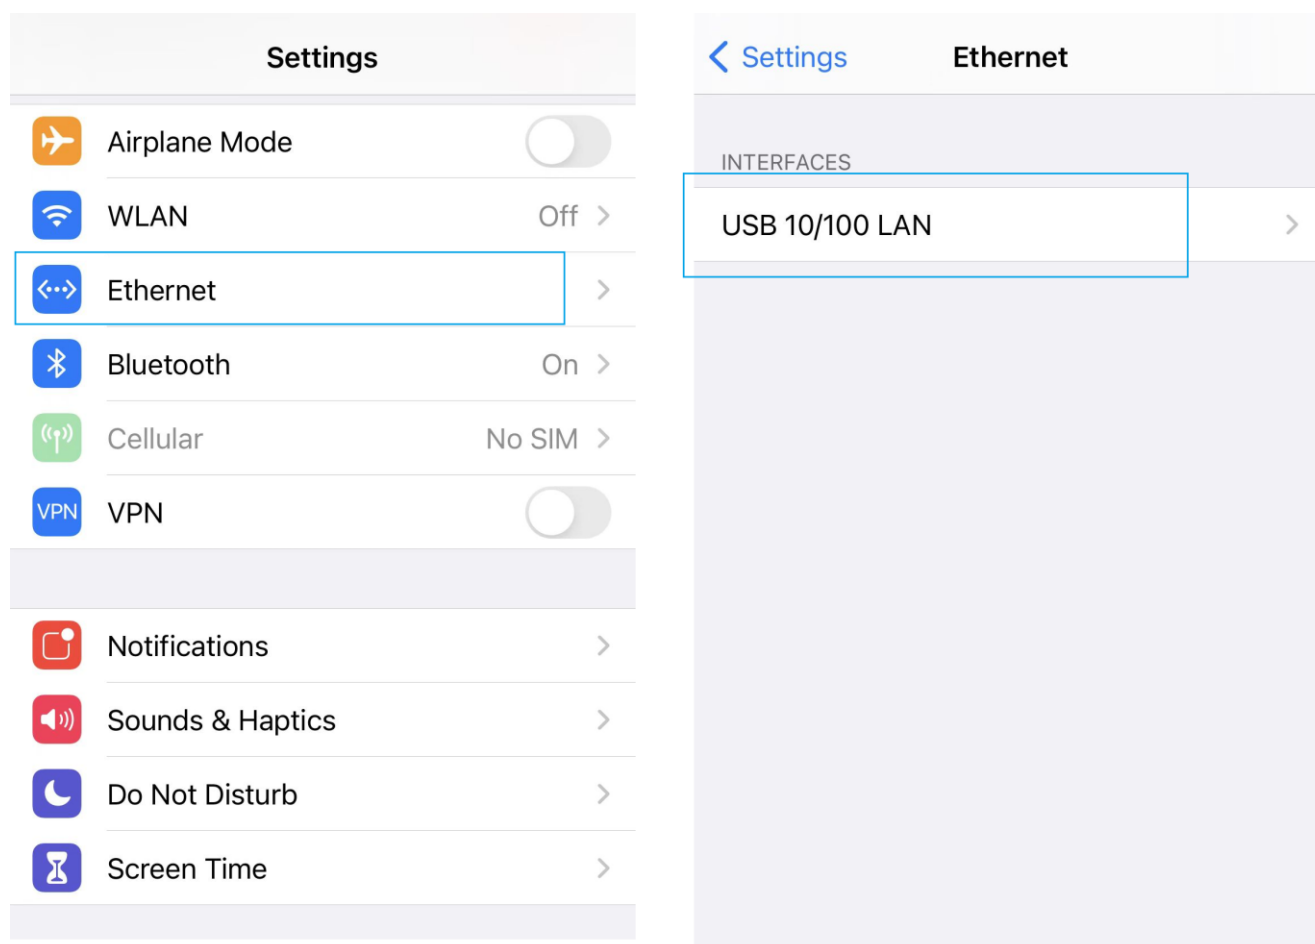 Settings
Airplane Mode
WLAN Off
Ethernet
Bluetooth On
Cellular No SIM
VPN VPN
Notifications
Sounds & Haptics
Do Not Disturb
Screen Time
Settings Ethernet
INTERFACES
USB 10/100 LAN